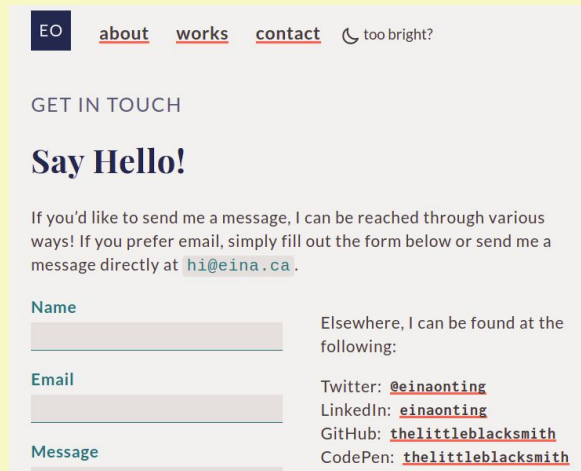 EO about works contact too bright?
GET IN TOUCH
Say Hello!
If you'd like to send me a message, I can be reached through various
ways! If you prefer email, simply fill out the form below or send me a
message directly at hi@eina.ca.
Name
Email
Message
Elsewhere, I can be found at the
following:
Twitter: @einaonting
LinkedIn: einaonting
GitHub: thelittleblacksmith
CodePen: thelittleblacksmith